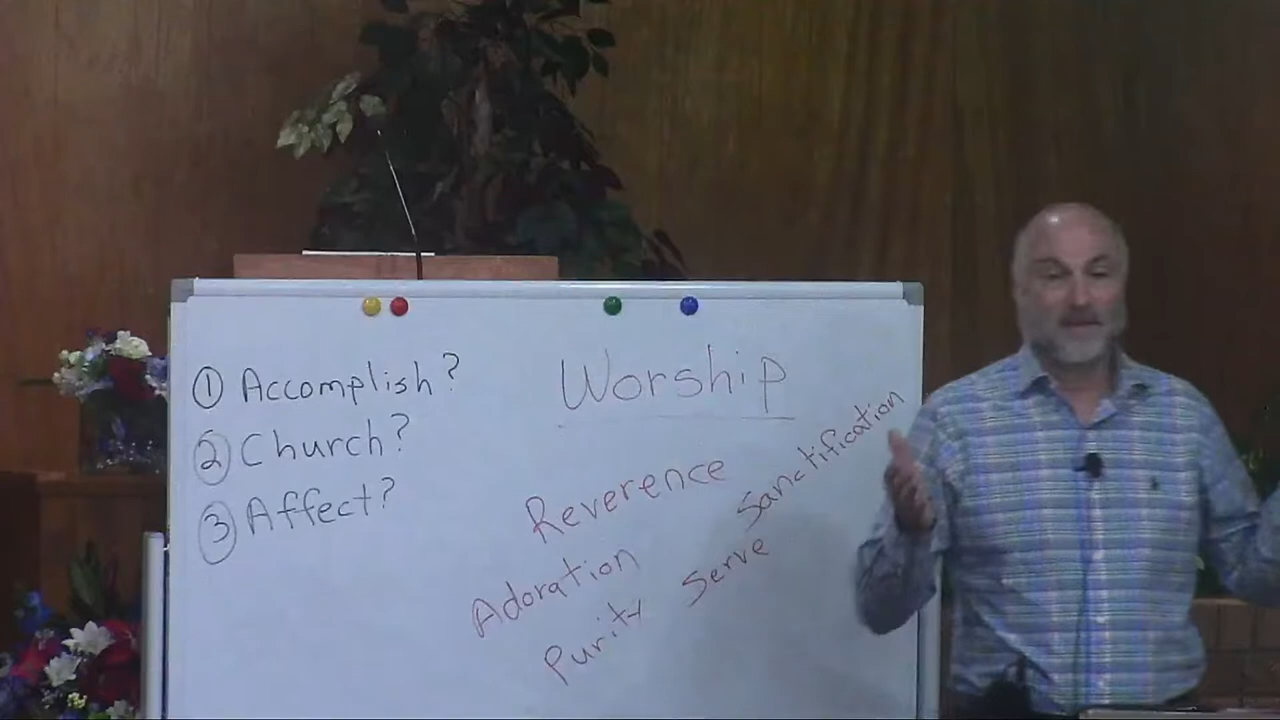 ① Accomplish?
② Church?
③ Affect?
Worship
Reverence
Sanctification
Adoration
Serve
Purity